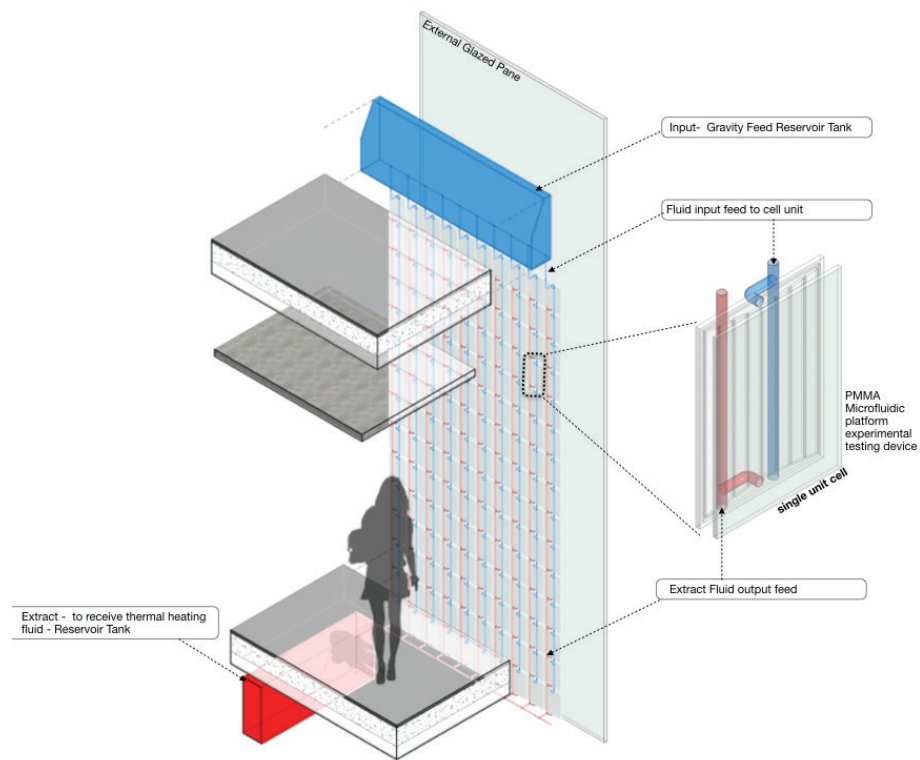 External Glazed Pane
Input-  Gravity Feed Reservoir Tank
Fluid input feed to cell unit
PMMA
Microfluidic
platform
experimental
testing device
single unit cell
Extract Fluid output feed
Extract -  to receive thermal heating
fluid - Reservoir Tank